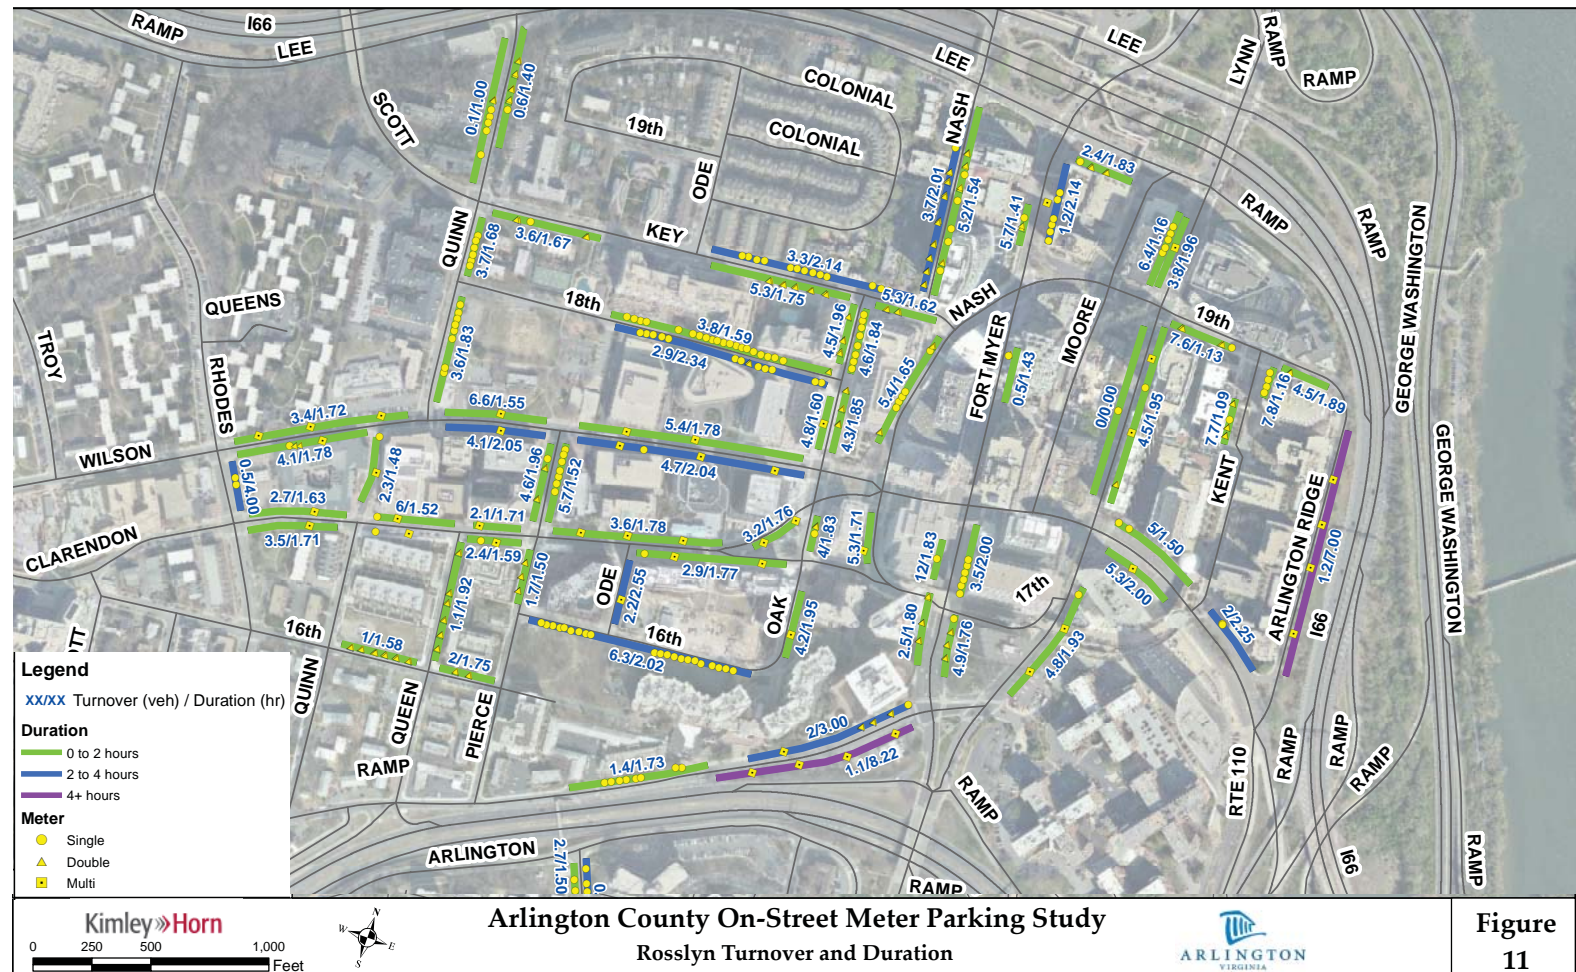 RAMP
I66
LEE
SCOTT
0.1/1.00
0.6/1.40
19th
COLONIAL
COLONIAL
ODE
LEE
NASH
LEE
LYNN
RAMP
RAMP
RAMP
RAMP
GEORGE WASHINGTON
GEORGE WASHINGTON
2.4/1.83
1.2/2.14
5.7/1.41
3.7/2.01
5.2/1.54
6.4/1.16
3.8/1.96
QUINN
3.7/1.68
3.6/1.67
KEY
3.3/2.14
5.3/1.75
5.3/1.62
NASH
MOORE
19th
7.6/1.13
QUEENS
TROY
RHODES
18th
3.6/1.83
3.8/1.59
2.9/2.34
4.5/1.96
4.6/1.84
5.4/1.65
FORT MYER
0.5/1.43
0/0.00
4.5/1.95
7.8/1.16
4.5/1.89
7.7/1.09
KENT
ARLINGTON RIDGE
I66
1.2/7.00
WILSON
3.4/1.72
4.1/1.78
6.6/1.55
4.1/2.05
5.4/1.78
4.7/2.04
4.8/1.60
4.3/1.85
0.5/4.00
2.3/1.48
4.6/1.96
5.7/1.52
CLARENDON
2.7/1.63
3.5/1.71
6/1.52
2.1/1.71
2.4/1.59
3.6/1.78
3.2/1.76
4/1.83
5.3/1.71
12/1.83
3.5/2.00
5/1.50
5.3/2.00
17th
2/2.25
2.9/1.77
1.1/1.92
1.7/1.50
ODE
2.2/2.55
16th
6.3/2.02
OAK
4.2/1.95
2.5/1.80
4.9/1.76
4.8/1.93
16th
1/1.58
2/1.75
QUINN
QUEEN
PIERCE
RAMP
1.4/1.73
2/3.00
1.1/8.22
RAMP
RTE 110
RAMP
RAMP
RAMP
I66
RAMP
ARLINGTON
2.7/1.50
0
RAMP
OTT
Legend
XX/XX Turnover (veh) / Duration (hr)
Duration
0 to 2 hours
2 to 4 hours
4+ hours
Meter
Single
Double
Multi
Kimley»Horn
0 250 500 1,000
Feet
N
W E
S
Arlington County On-Street Meter Parking Study
Rosslyn Turnover and Duration
ARLINGTON
VIRGINIA
Figure
11